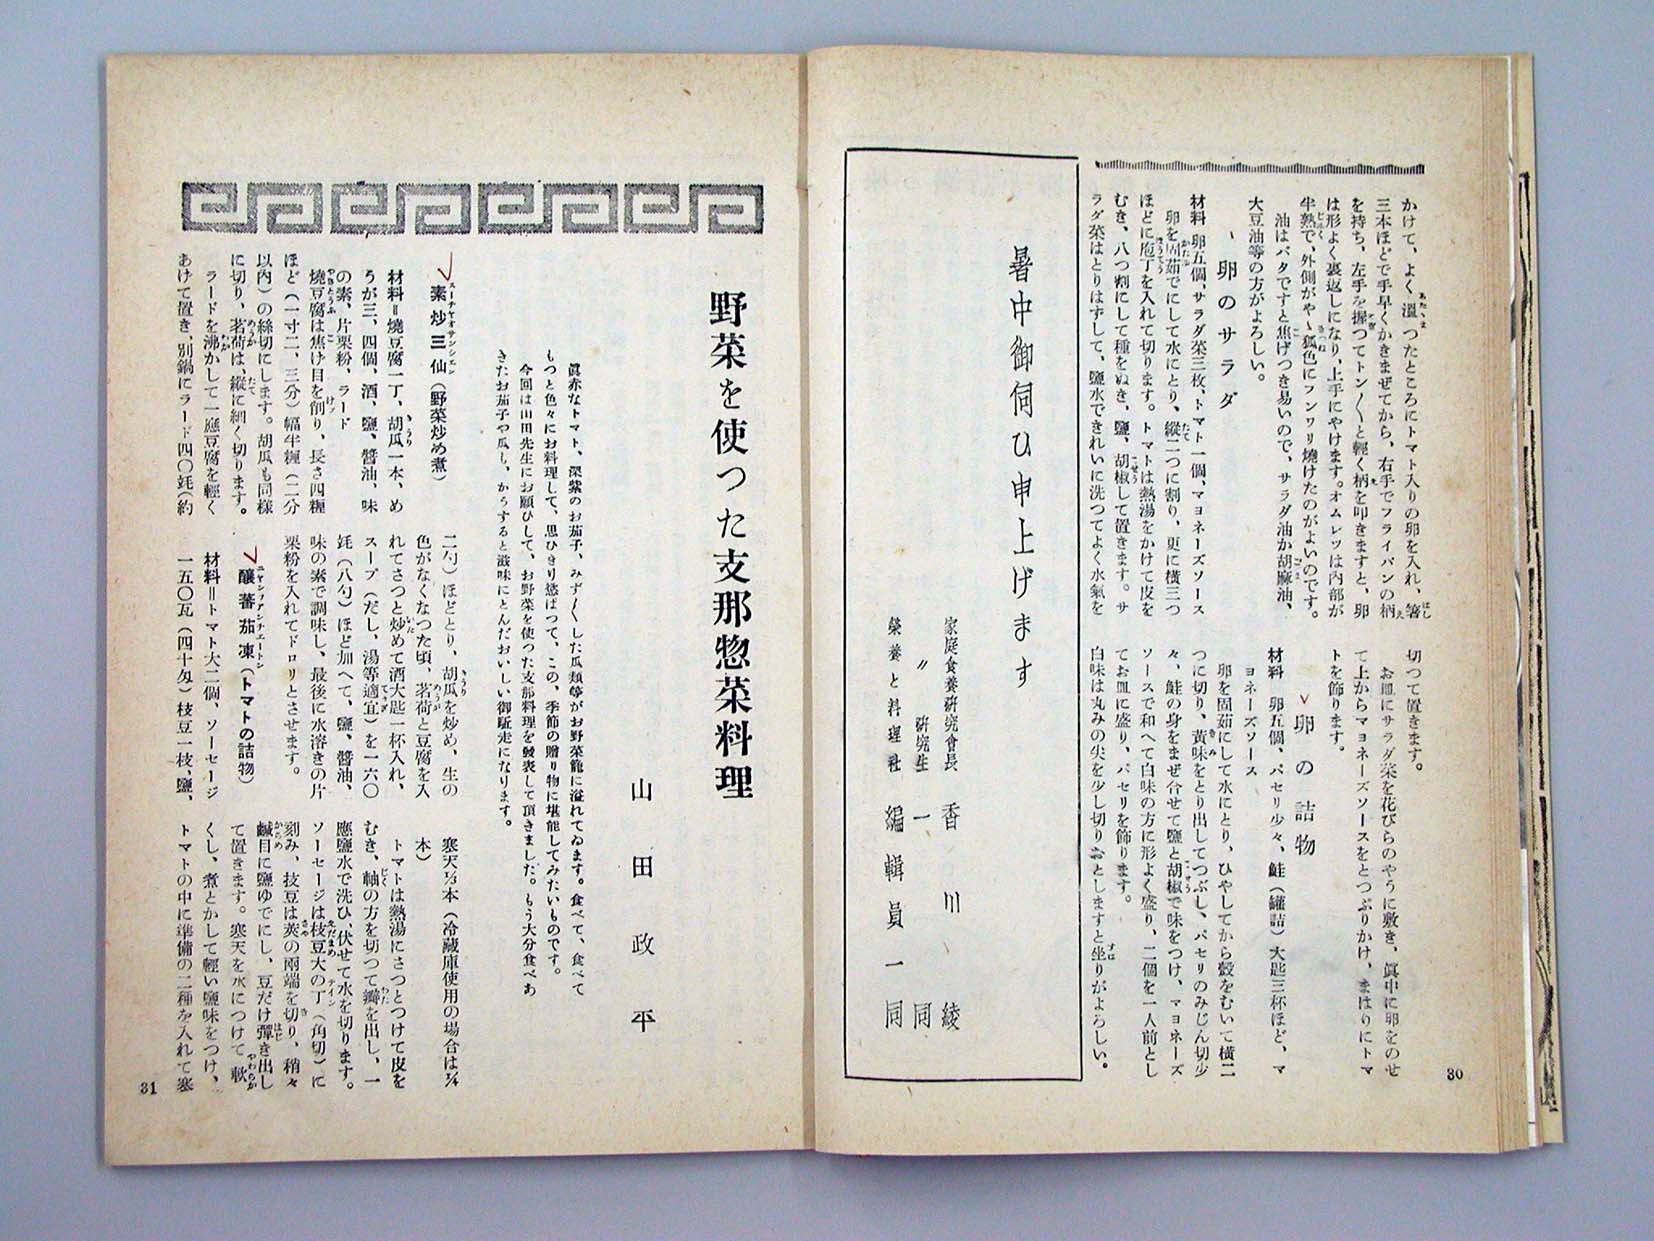 かけて、よく溫つたところにトマト入りの卵を入れ、箸
三本ほどで手早くかきまぜてから、右手でフライパンの柄
を持ち、左手を握つてトン〳〵と輕く柄を叩きますと、卵
は形よく裏返しになり、上手にやけます。オムレツは内部が
半熟で、外側がやゝ狐色にフンワリ燒けたのがよいのです。
油はバタですと焦げつき易いので、サラダ油か胡麻油、
大豆油等の方がよろしい。
卵のサラダ
材料 卵五個、サラダ菜三枚、トマト一個、マヨネーズソース
卵を固茹でにして水にとり、縱二つに割り、更に橫三つ
ほどに庖丁を入れて切ります。トマトは熱湯をかけて皮を
むき、八つ割にして種をぬき、鹽、胡椒して置きます。サ
ラダ菜はとりはずして、鹽水できれいに洗つてよく水氣を
切つて置きます。
お皿にサラダ菜を花びらのやうに敷き、眞中に卵をのせ
て上からマヨネーズソースをとつぷりかけ、まはりにトマ
トを飾ります。
卵の詰物
材料 卵五個、パセリ少々、鮭（罐詰）大匙三杯ほど、マ
ヨネーズソース
卵を固茹にして水にとり、ひやしてから殼をむいて橫二
つに切り、黃味をとり出してつぶし、パセリのみじん切少
々、鮭の身をまぜ合せて鹽と胡椒で味をつけ、マヨネーズ
ソースで和へて白味の方に形よく盛り、二個を一人前とし
てお皿に盛り、パセリを飾ります。
白味は丸みの尖を少し切りおとしますと坐りがよろしい。
暑中御伺ひ申上げます
家庭食養硏究會長 香川綾
〃 硏究生一同
榮養と料理社 編輯員一同
30
野菜を使つた支那惣菜料理
山田政平
眞赤なトマト、深紫のお茄子、みづ〳〵した瓜類等がお野菜籠に溢れてゐます。食べて、食べて
もつと色々にお料理して、思ひきり慾ばつて、この、季節の贈り物に堪能してみたいものです。
今回は山田先生にお願ひして、お野菜を使つた支那料理を發表して頂きました。もう大分食べあ
きたお茄子や瓜も、かうすると滋味にとんだおいしい御馳走になります。
素炒三仙（野菜炒め煮）
材料＝燒豆腐一丁、胡瓜一本、め
うが三、四個、酒、鹽、醬油、味
の素、片栗粉、ラード
燒豆腐は焦け目を削り、長さ四糎
ほど（一寸二、三分）幅半糎（二分
以內）の絲切にします。胡瓜も同樣
に切り、茗荷は、縱に細く切ります。
ラードを沸かして一應豆腐を輕く
あげて置き、別鍋にラード四〇竓（約
二勺）ほどとり、胡瓜を炒め、生の
色がなくなつた頃、茗荷と豆腐を入
れてさつと炒めて酒大匙一杯入れ、
スープ（だし、湯等適宜）を一六〇
竓（八勺）ほど加へて、鹽、醬油、
味の素で調味し、最後に水溶きの片
栗粉を入れてドロリとさせます。
釀蕃茄凍（トマトの詰物）
材料＝トマト大二個、ソーセージ
一五〇瓦（四十匁）枝豆一枝、鹽、
寒天⅔本（冷藏庫使用の場合は¾
本）
トマトは熱湯にさつとつけて皮を
むき、軸の方を切つて瓣を出し、一
應鹽水で洗ひ、伏せて水を切ります。
ソーセージは枝豆大の丁（角切）に
刻み、枝豆は莢の兩端を切り、稍々
鹹目に鹽ゆでにし、豆だけ彈き出し
て置きます。寒天を水につけて軟
くし、煮とかして輕い鹽味をつけ、
トマトの中に準備の二種を入れて寒
31